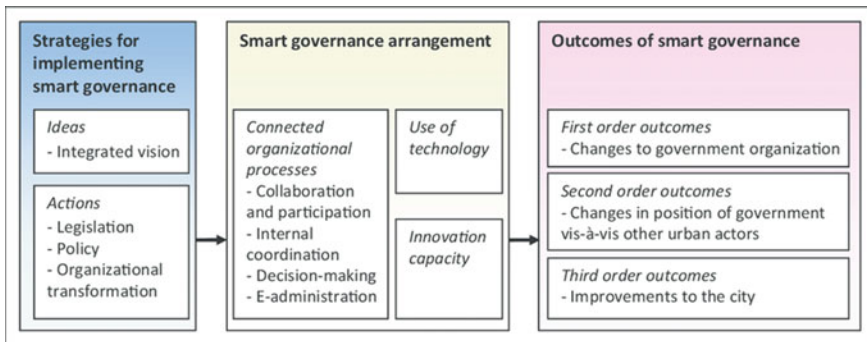 Strategies for
implementing
smart governance
Ideas
- Integrated vision
Actions
- Legislation
- Policy
- Organizational
transformation
Smart governance arrangement
Connected
organizational
processes
- Collaboration
and participation
- Internal
coordination
- Decision-making
- E-administration
Use of
technology
Innovation
capacity
Outcomes of smart governance
First order outcomes
- Changes to government organization
Second order outcomes
- Changes in position of government
vis-à-vis other urban actors
Third order outcomes
- Improvements to the city